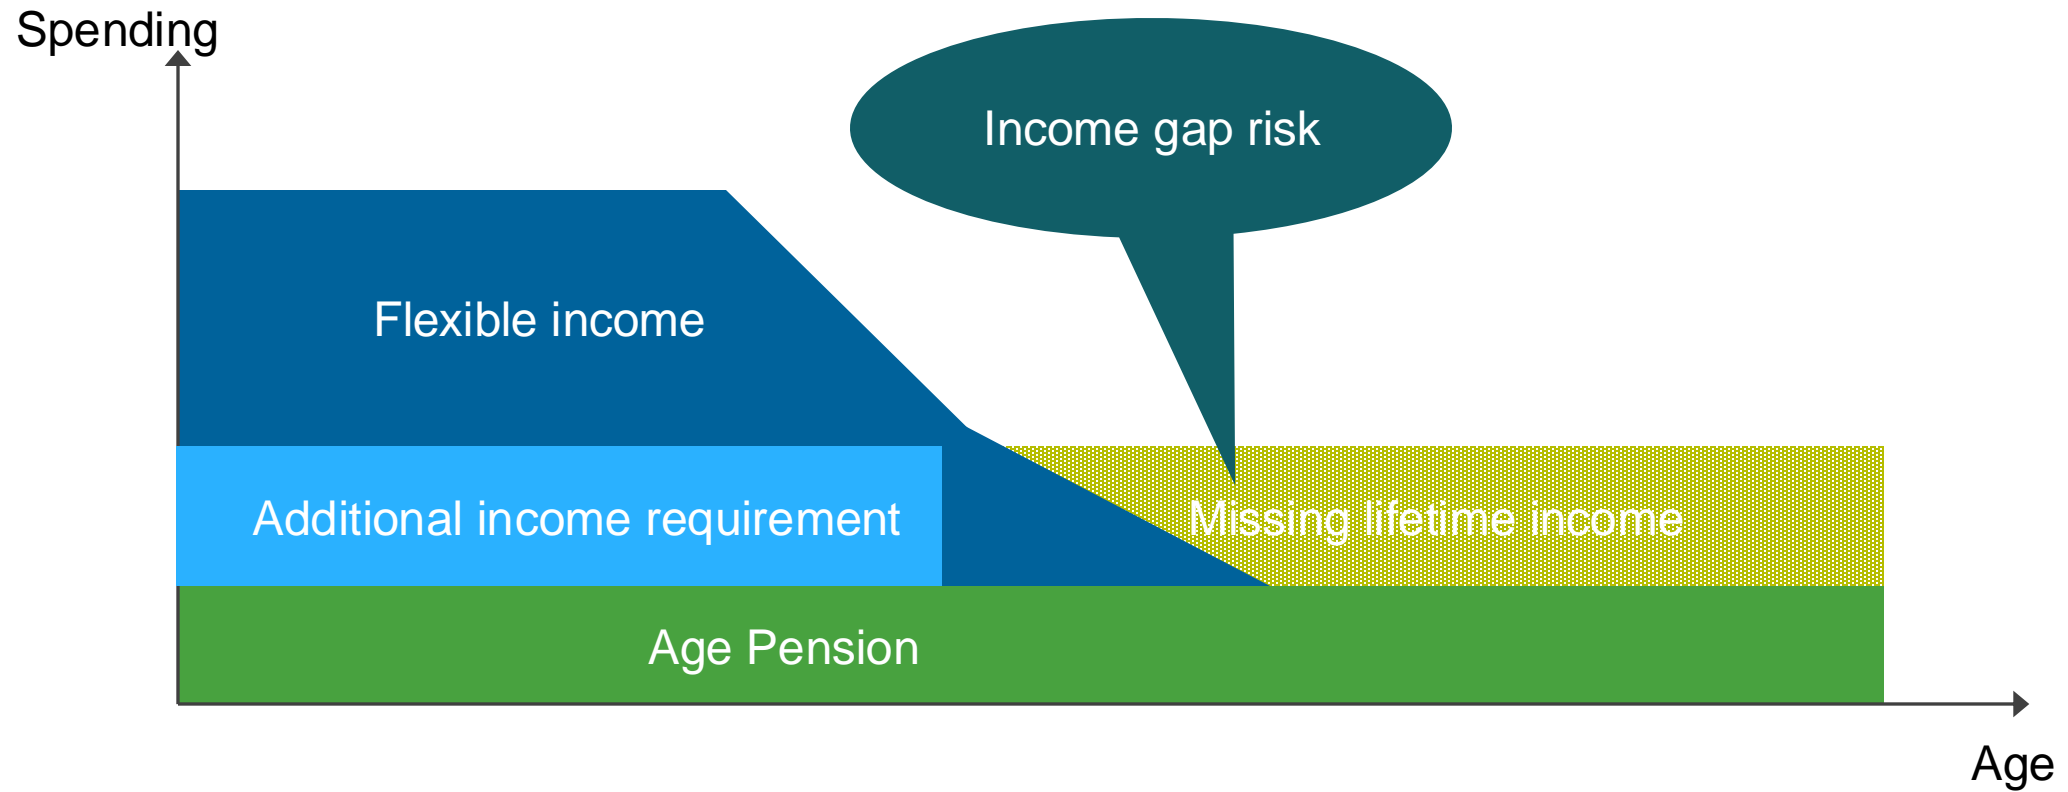 Spending
Income gap risk
Flexible income
Additional income requirement
Missing lifetime income
Age Pension
Age